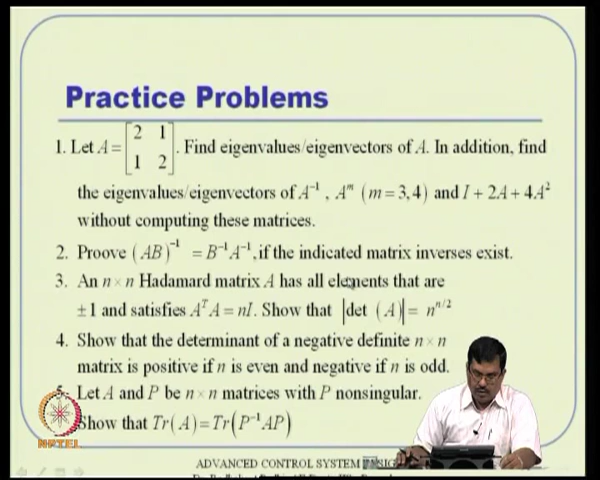 Practice Problems
1. Let A = [2 1; 1 2]. Find eigenvalues/eigenvectors of A. In addition, find
the eigenvalues/eigenvectors of A⁻¹, Aᵐ (m = 3,4) and I + 2A + 4A²
without computing these matrices.
2. Proove (AB)⁻¹ = B⁻¹A⁻¹, if the indicated matrix inverses exist.
3. An n × n Hadamard matrix A has all elements that are
±1 and satisfies AᵀA = nI. Show that |det (A)| = n^(n/2)
4. Show that the determinant of a negative definite n × n
matrix is positive if n is even and negative if n is odd.
5. Let A and P be n × n matrices with P nonsingular.
Show that Tr(A) = Tr(P⁻¹AP)
NPTEL
ADVANCED CONTROL SYSTEM